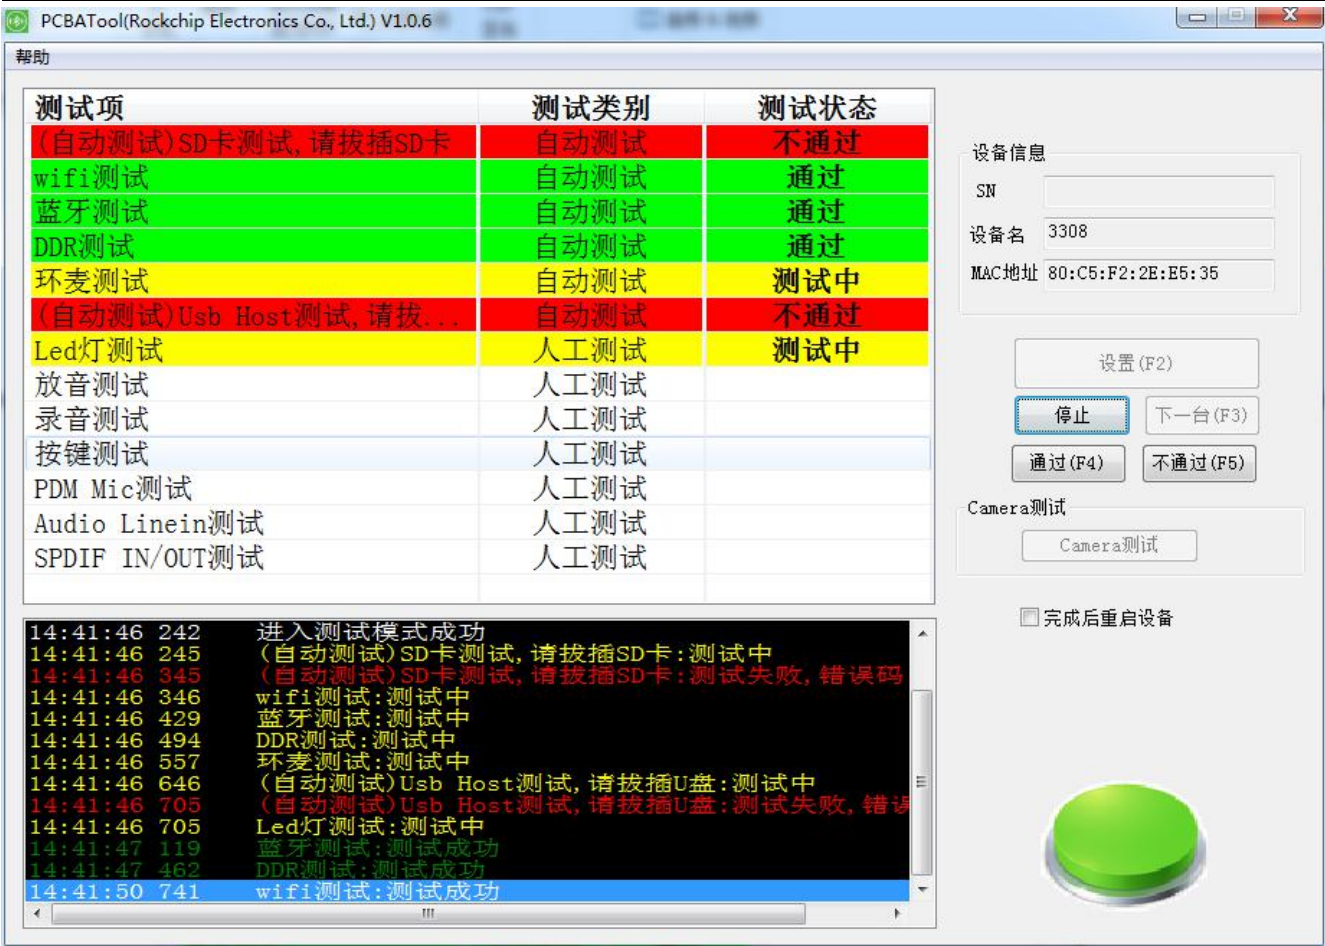 PCBATool(Rockchip Electronics Co., Ltd.) V1.0.6
帮助
测试项 测试类别 测试状态
(自动测试)SD卡测试,请拔插SD卡 自动测试 不通过
wifi测试 自动测试 通过
蓝牙测试 自动测试 通过
DDR测试 自动测试 通过
环麦测试 自动测试 测试中
(自动测试)Usb Host测试,请拔... 自动测试 不通过
Led灯测试 人工测试 测试中
放音测试 人工测试
录音测试 人工测试
按键测试 人工测试
PDM Mic测试 人工测试
Audio Linein测试 人工测试
SPDIF IN/OUT测试 人工测试
设备信息
SN
设备名 3308
MAC地址 80:C5:F2:2E:E5:35
设置(F2)
停止 下一台(F3)
通过(F4) 不通过(F5)
Camera测试
Camera测试
完成后重启设备
14:41:46 242 进入测试模式成功
14:41:46 245 (自动测试)SD卡测试,请拔插SD卡:测试中
14:41:46 345 (自动测试)SD卡测试,请拔插SD卡:测试失败,错误码
14:41:46 346 wifi测试:测试中
14:41:46 429 蓝牙测试:测试中
14:41:46 494 DDR测试:测试中
14:41:46 557 环麦测试:测试中
14:41:46 646 (自动测试)Usb Host测试,请拔插U盘:测试中
14:41:46 705 (自动测试)Usb Host测试,请拔插U盘:测试失败,错误
14:41:46 705 Led灯测试:测试中
14:41:47 119 蓝牙测试:测试成功
14:41:47 462 DDR测试:测试成功
14:41:50 741 wifi测试:测试成功